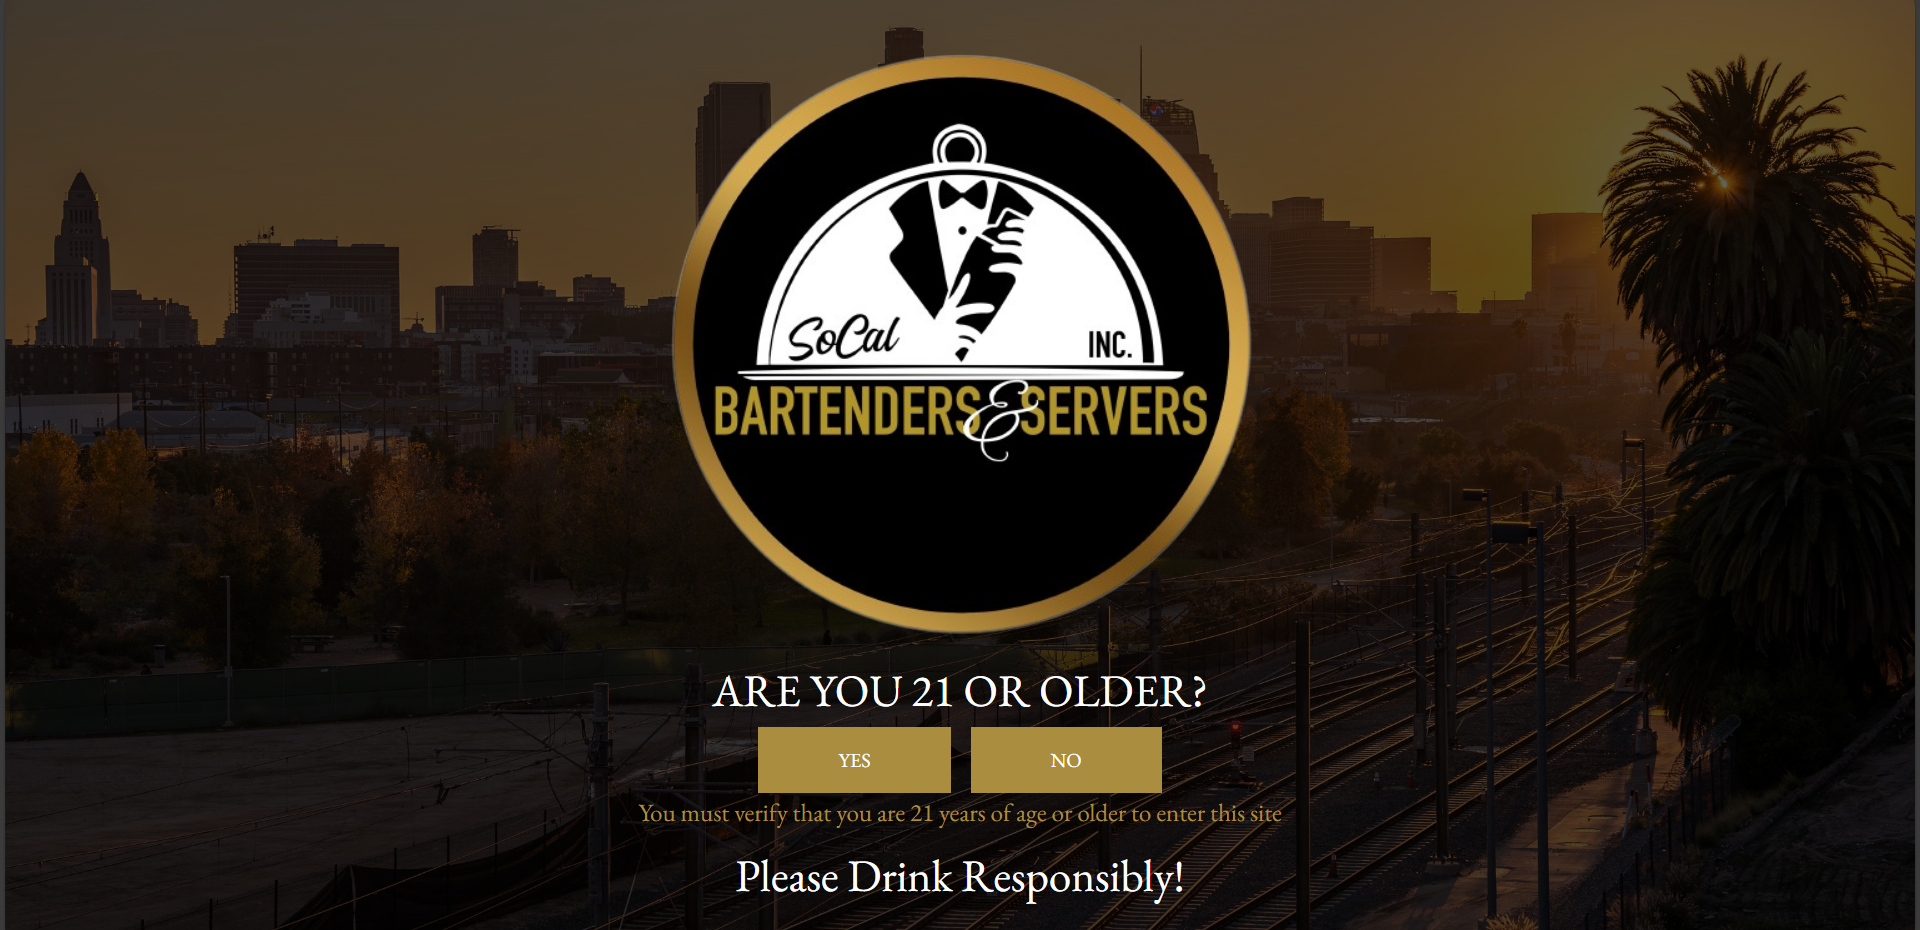 SoCal INC.
BARTENDERS & SERVERS
ARE YOU 21 OR OLDER?
YES NO
You must verify that you are 21 years of age or older to enter this site
Please Drink Responsibly!